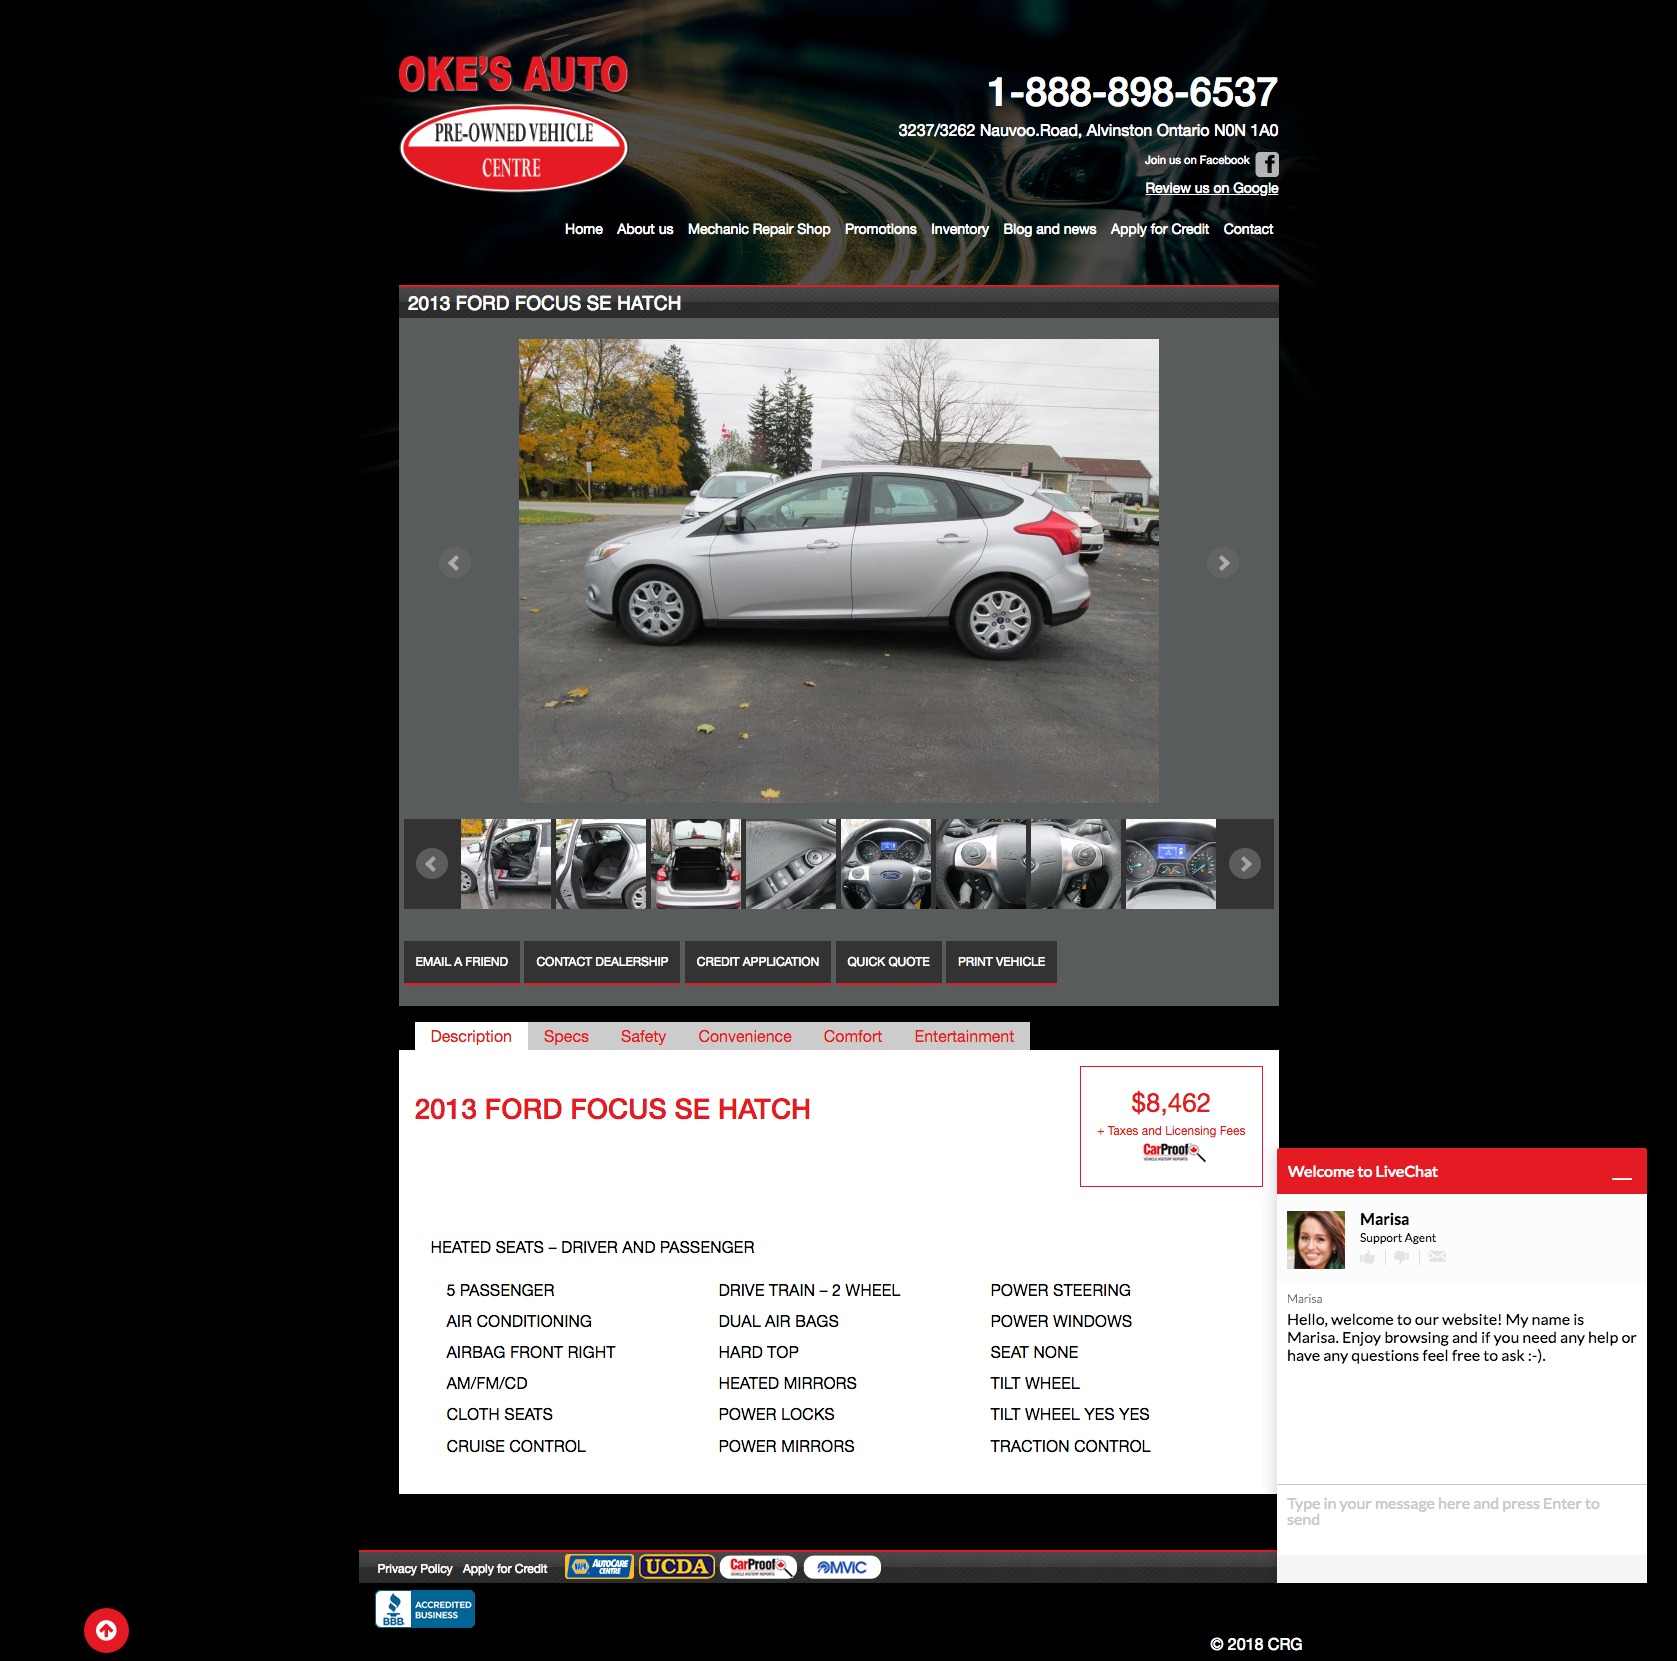 OKE'S AUTO
PRE-OWNED VEHICLE
CENTRE
1-888-898-6537
3237/3262 Nauvoo.Road, Alvinston Ontario N0N 1A0
Join us on Facebook
Review us on Google
Home About us Mechanic Repair Shop Promotions Inventory Blog and news Apply for Credit Contact
2013 FORD FOCUS SE HATCH
EMAIL A FRIEND CONTACT DEALERSHIP CREDIT APPLICATION QUICK QUOTE PRINT VEHICLE
Description Specs Safety Convenience Comfort Entertainment
2013 FORD FOCUS SE HATCH
$8,462
+ Taxes and Licensing Fees
CarProof
VEHICLE HISTORY REPORTS
HEATED SEATS – DRIVER AND PASSENGER
5 PASSENGER DRIVE TRAIN – 2 WHEEL POWER STEERING
AIR CONDITIONING DUAL AIR BAGS POWER WINDOWS
AIRBAG FRONT RIGHT HARD TOP SEAT NONE
AM/FM/CD HEATED MIRRORS TILT WHEEL
CLOTH SEATS POWER LOCKS TILT WHEEL YES YES
CRUISE CONTROL POWER MIRRORS TRACTION CONTROL
Welcome to LiveChat
Marisa
Support Agent
Marisa
Hello, welcome to our website! My name is
Marisa. Enjoy browsing and if you need any help or
have any questions feel free to ask :-).
Type in your message here and press Enter to
send
Privacy Policy Apply for Credit NAPA AUTOCARE CENTRE UCDA CarProof VEHICLE HISTORY REPORTS OMVIC
BBB ACCREDITED
BUSINESS
© 2018 CRG